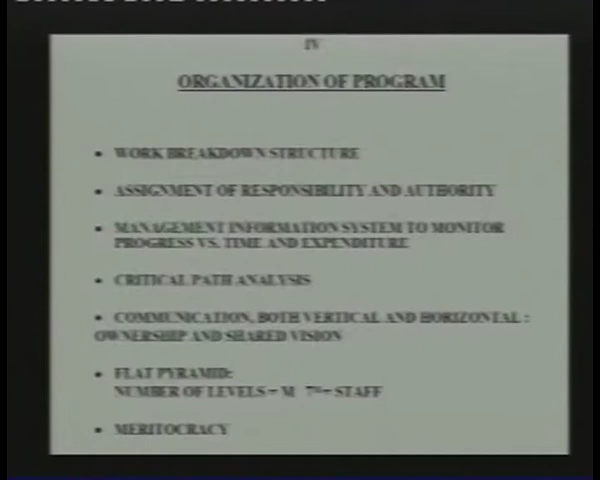 IV
ORGANIZATION OF PROGRAM
• WORK BREAKDOWN STRUCTURE
• ASSIGNMENT OF RESPONSIBILITY AND AUTHORITY
• MANAGEMENT INFORMATION SYSTEM TO MONITOR
PROGRESS VS. TIME AND EXPENDITURE
• CRITICAL PATH ANALYSIS
• COMMUNICATION, BOTH VERTICAL AND HORIZONTAL :
OWNERSHIP AND SHARED VISION
• FLAT PYRAMID:
NUMBER OF LEVELS = M = STAFF
• MERITOCRACY